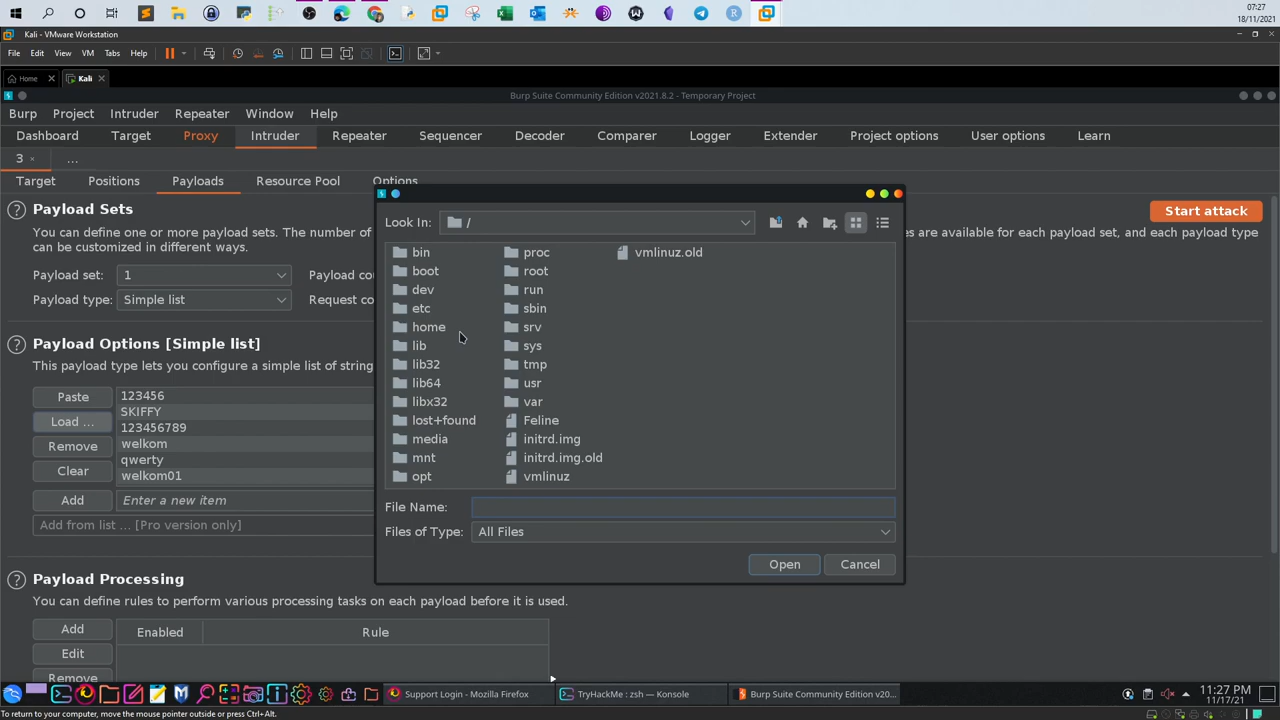 07:27
18/11/2021
Kali - VMware Workstation
File Edit View VM Tabs Help
Home Kali
Burp Suite Community Edition v2021.8.2 - Temporary Project
Burp Project Intruder Repeater Window Help
Dashboard Target Proxy Intruder Repeater Sequencer Decoder Comparer Logger Extender Project options User options Learn
3 × ...
Target Positions Payloads Resource Pool Options
Payload Sets
Start attack
You can define one or more payload sets. The number of
es are available for each payload set, and each payload type
can be customized in different ways.
Payload set: 1 Payload cou
Payload type: Simple list Request co
Payload Options [Simple list]
This payload type lets you configure a simple list of string
Paste
Load ...
Remove
Clear
123456
SKIFFY
123456789
welkom
qwerty
welkom01
Add Enter a new item
Add from list ... [Pro version only]
Look In: /
bin
boot
dev
etc
home
lib
lib32
lib64
libx32
lost+found
media
mnt
opt
proc
root
run
sbin
srv
sys
tmp
usr
var
Feline
initrd.img
initrd.img.old
vmlinuz
vmlinuz.old
File Name:
Files of Type: All Files
Open Cancel
Payload Processing
You can define rules to perform various processing tasks on each payload before it is used.
Add
Edit
Remove
Enabled Rule
Support Login - Mozilla Firefox
TryHackMe : zsh — Konsole
Burp Suite Community Edition v20...
11:27 PM
11/17/21
To return to your computer, move the mouse pointer outside or press Ctrl+Alt.